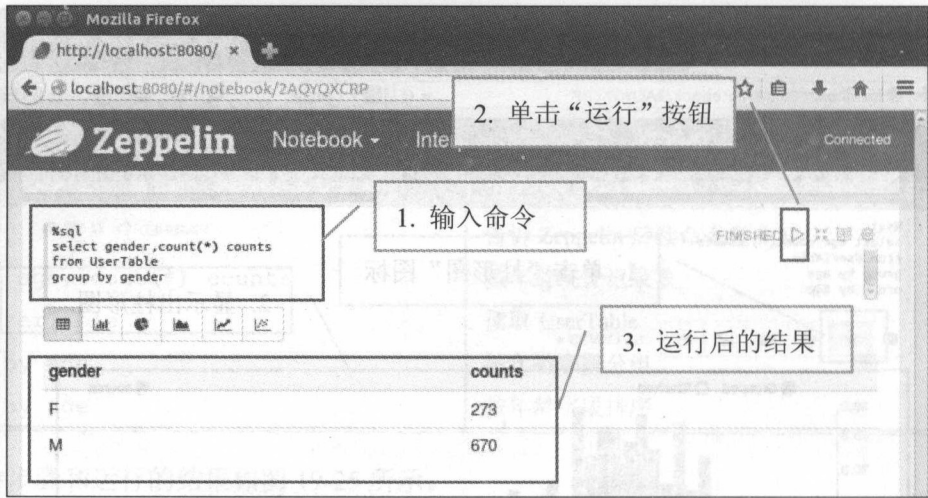 Mozilla Firefox
http://localhost:8080/ ×
localhost:8080/#/notebook/2AQYQXCRP
2. 单击“运行”按钮
Zeppelin Notebook Inte Connected
1. 输入命令
%sql
select gender,count(*) counts
from UserTable
group by gender
FINISHED
3. 运行后的结果
gender counts
F 273
M 670